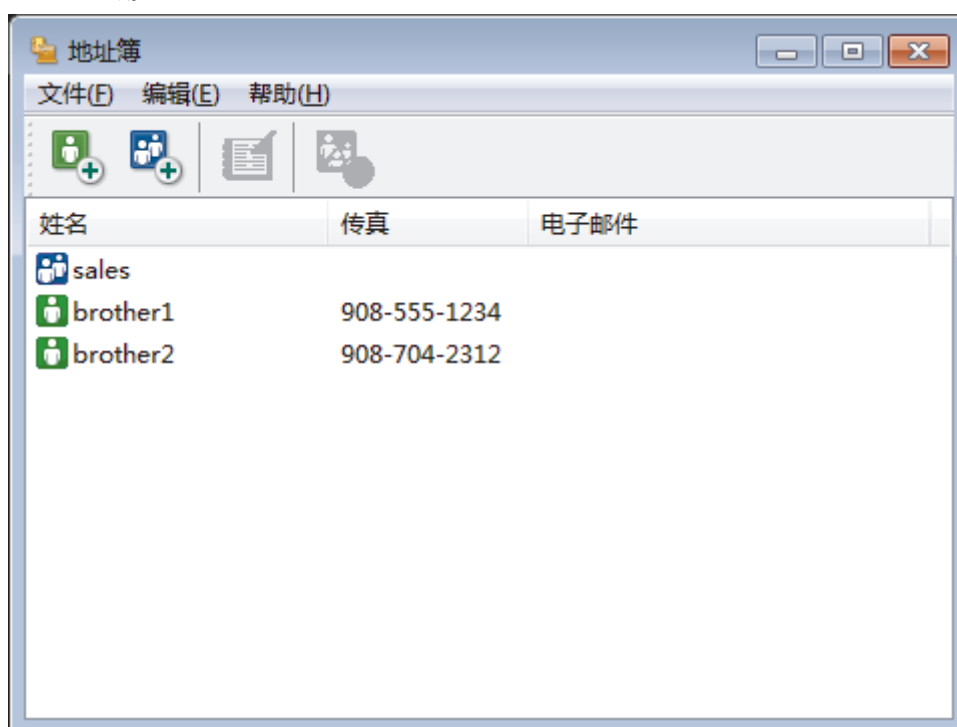 地址簿
文件(F) 编辑(E) 帮助(H)
姓名 传真 电子邮件
sales
brother1 908-555-1234
brother2 908-704-2312